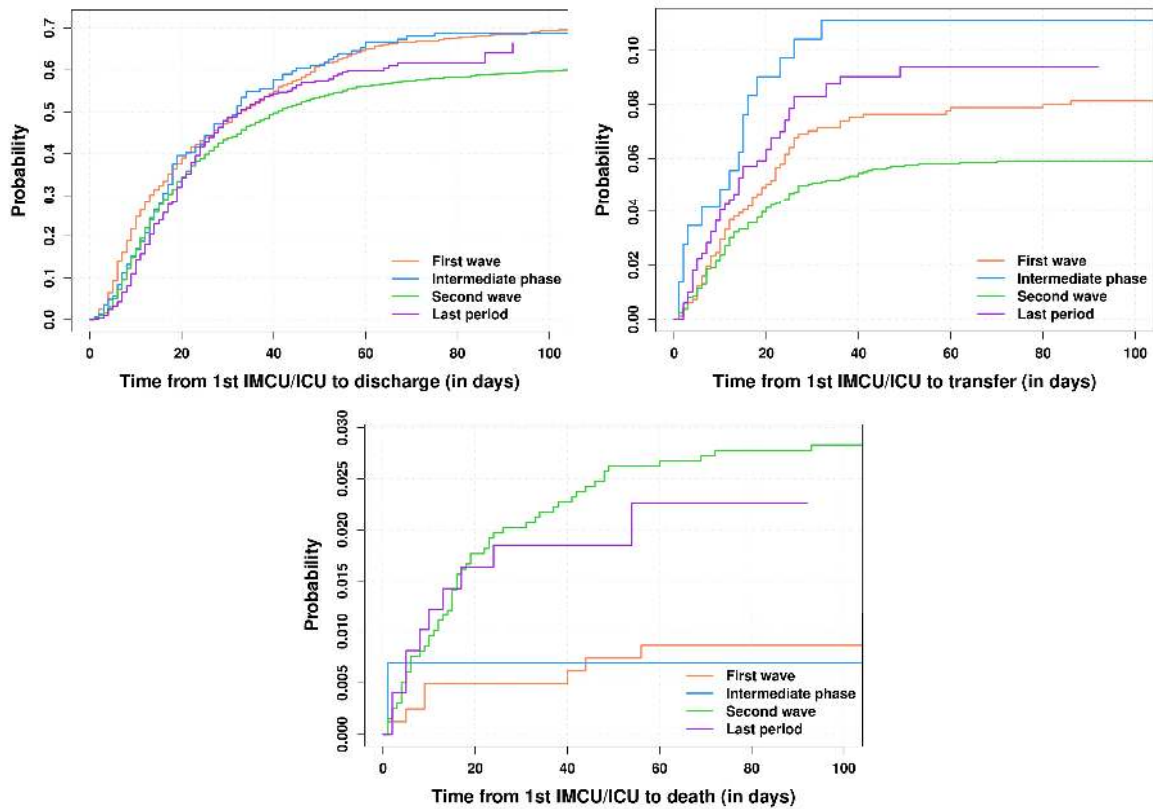 0.7
0.6
0.5
0.4
0.3
0.2
0.1
0.0
Probability
First wave
Intermediate phase
Second wave
Last period
0 20 40 60 80 100
Time from 1st IMCU/ICU to discharge (in days)
0.10
0.08
0.06
0.04
0.02
0.00
Probability
First wave
Intermediate phase
Second wave
Last period
0 20 40 60 80 100
Time from 1st IMCU/ICU to transfer (in days)
0.030
0.025
0.020
0.015
0.010
0.005
0.000
Probability
First wave
Intermediate phase
Second wave
Last period
0 20 40 60 80 100
Time from 1st IMCU/ICU to death (in days)